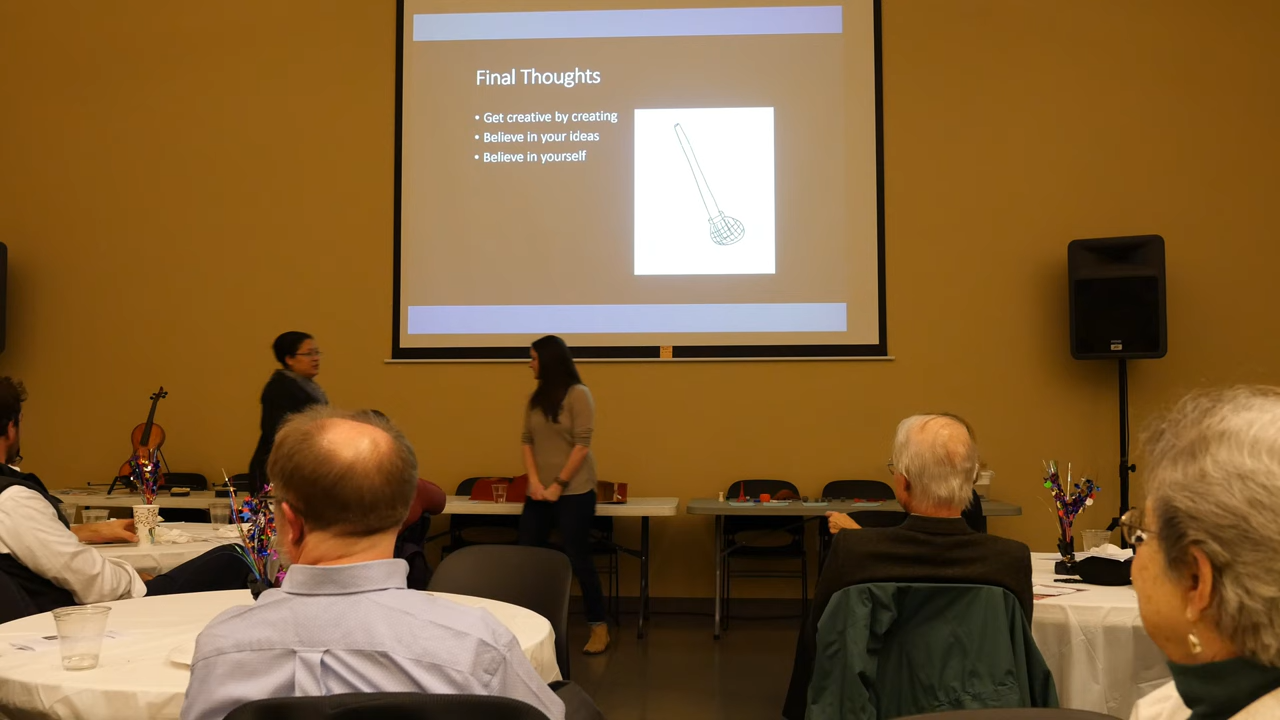 Final Thoughts
• Get creative by creating
• Believe in your ideas
• Believe in yourself